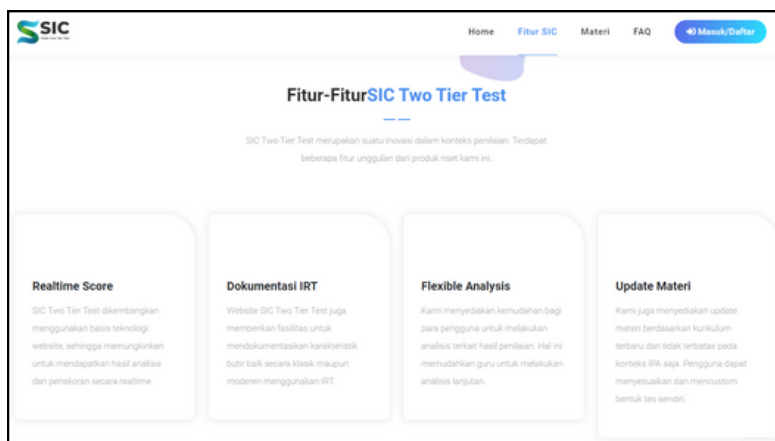 SIC
Home Fitur SIC Materi FAQ Masuk/Daftar
Fitur-FiturSIC Two Tier Test
SIC Two Tier Test merupakan suatu inovasi dalam konteks penilaian. Terdapat
beberapa fitur unggulan dari produk riset kami ini.
Realtime Score
SIC Two Tier Test dikembangkan
menggunakan basis teknologi
website, sehingga memungkinkan
untuk mendapatkan hasil analisis
dan penskoran secara realtime.
Dokumentasi IRT
Website SIC Two Tier Test juga
memberikan fasilitas untuk
mendokumentasikan karakteristik
butir baik secara klasik maupun
moderen menggunakan IRT.
Flexible Analysis
Kami menyediakan kemudahan bagi
para pengguna untuk melakukan
analisis terkait hasil penilaian. Hal ini
memudahkan guru untuk melakukan
analisis lanjutan.
Update Materi
Kami juga menyediakan update
materi berdasarkan kurikulum
terbaru dan tidak terbatas pada
konteks IPA saja. Pengguna dapat
menyesuaikan dan mencustom
bentuk tes sendiri.